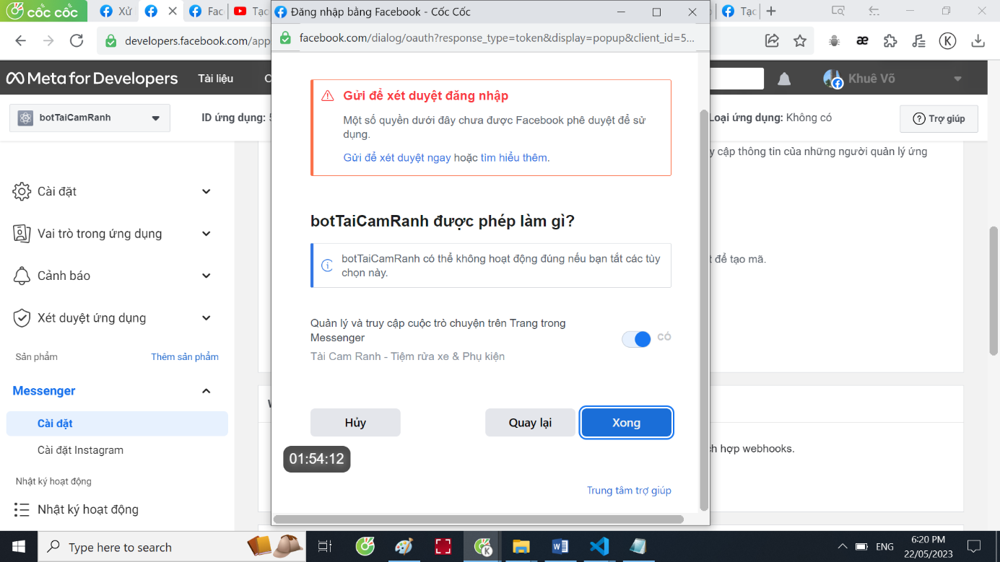 cốc cốc
Xử
Fac
Tạc
Đăng nhập bằng Facebook - Cốc Cốc
Tạc
developers.facebook.com/app
facebook.com/dialog/oauth?response_type=token&display=popup&client_id=5...
æ
K
Meta for Developers
Tài liệu
Khuê Võ
botTaiCamRanh
ID ứng dụng:
Loại ứng dụng: Không có
Trợ giúp
Gửi để xét duyệt đăng nhập
Một số quyền dưới đây chưa được Facebook phê duyệt để sử
dụng.
Gửi để xét duyệt ngay hoặc tìm hiểu thêm.
y cập thông tin của những người quản lý ứng
Cài đặt
Vai trò trong ứng dụng
Cảnh báo
Xét duyệt ứng dụng
Sản phẩm
Thêm sản phẩm
Messenger
Cài đặt
Cài đặt Instagram
Nhật ký hoạt động
Nhật ký hoạt động
botTaiCamRanh được phép làm gì?
botTaiCamRanh có thể không hoạt động đúng nếu bạn tắt các tùy
chọn này.
t để tạo mã.
Quản lý và truy cập cuộc trò chuyện trên Trang trong
Messenger
CÓ
Tài Cam Ranh - Tiệm rửa xe & Phụ kiện
Hủy
Quay lại
Xong
ch hợp webhooks.
01:54:12
Trung tâm trợ giúp
Type here to search
ENG
6:20 PM
22/05/2023